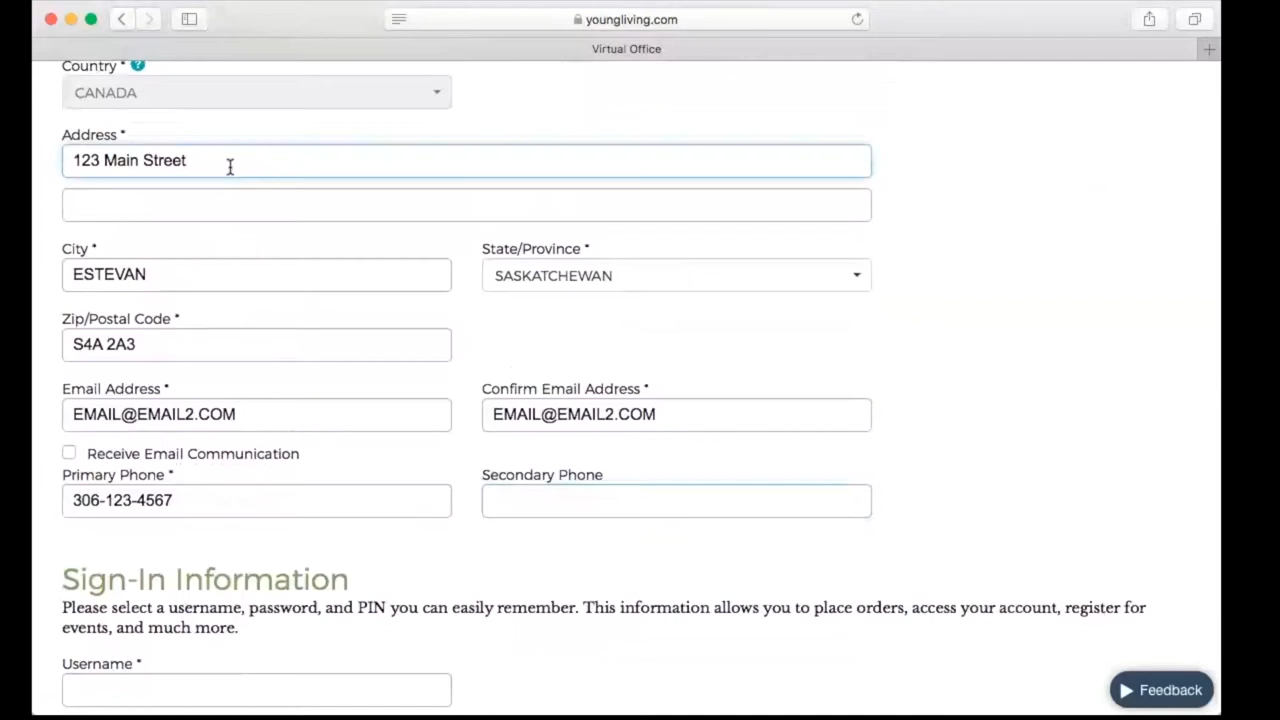 youngliving.com
Virtual Office
Country *
CANADA
Address *
123 Main Street
City * State/Province *
ESTEVAN SASKATCHEWAN
Zip/Postal Code *
S4A 2A3
Email Address * Confirm Email Address *
EMAIL@EMAIL2.COM EMAIL@EMAIL2.COM
Receive Email Communication
Primary Phone * Secondary Phone
306-123-4567
Sign-In Information
Please select a username, password, and PIN you can easily remember. This information allows you to place orders, access your account, register for
events, and much more.
Username *
Feedback